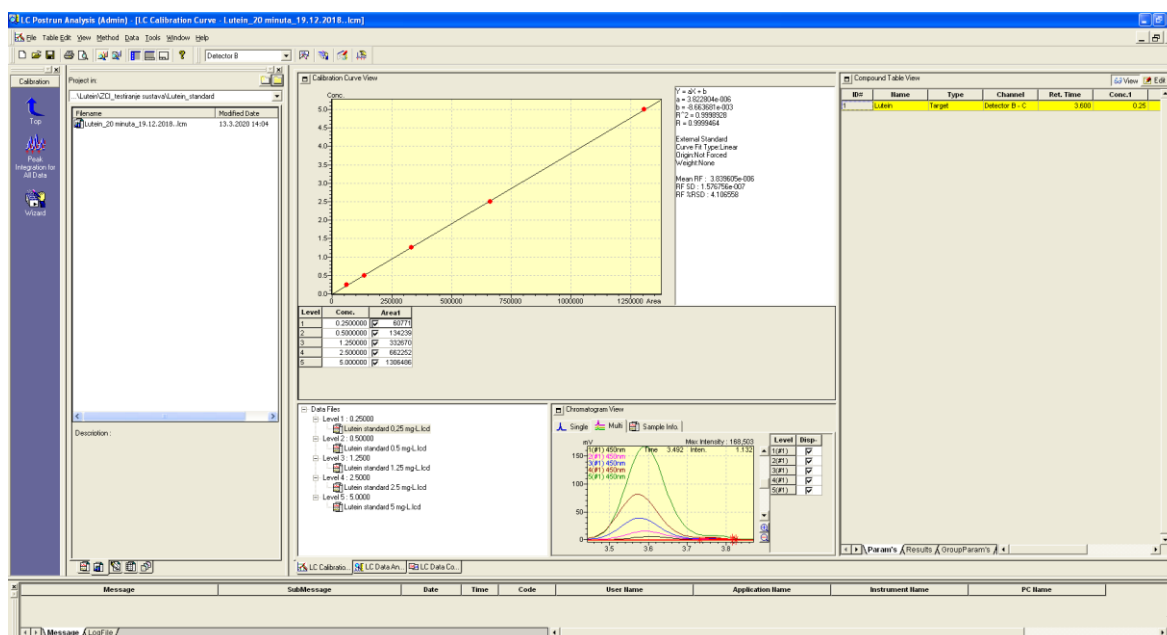 LC Postrun Analysis (Admin) - [LC Calibration Curve - Lutein_20 minuta_19.12.2018..lcm]
File Table Edit View Method Data Tools Window Help
Detector B
Calibration
Top
Peak
Integration for
All Data
Wizard
Project in:
...\Lutein\ZCI_testiranje sustava\Lutein_standard
Filename Modified Date
Lutein_20 minuta_19.12.2018..lcm 13.3.2020 14:04
Description :
Calibration Curve View
Conc.
5.0
4.5
4.0
3.5
3.0
2.5
2.0
1.5
1.0
0.5
0.0
0 250000 500000 750000 1000000 1250000 Area
Y = aX + b
a = 3.822804e-006
b = -8.663681e-003
R^2 = 0.9998928
R = 0.9999464
External Standard
Curve Fit Type:Linear
Origin:Not Forced
Weight:None
Mean RF : 3.839605e-006
RF SD : 1.576756e-007
RF %RSD : 4.106558
Level Conc. Area1
1 0.2500000 60771
2 0.5000000 134239
3 1.250000 332670
4 2.500000 662252
5 5.000000 1306486
Data Files
Level 1 : 0.25000
Lutein standard 0,25 mg-L.lcd
Level 2 : 0.50000
Lutein standard 0.5 mg-L.lcd
Level 3 : 1.2500
Lutein standard 1.25 mg-L.lcd
Level 4 : 2.5000
Lutein standard 2.5 mg-L.lcd
Level 5 : 5.0000
Lutein standard 5 mg-L.lcd
Chromatogram View
Single Multi Sample Info.
mV Max Intensity : 168,503
1(#1) 450nm Time 3.492 Inten. 1.132
2(#1) 450nm
3(#1) 450nm
4(#1) 450nm
5(#1) 450nm
150
100
50
0
3.5 3.6 3.7 3.8
Level Disp-
1(#1)
2(#1)
3(#1)
4(#1)
5(#1)
Compound Table View View Edit
ID# Name Type Channel Ret. Time Conc.1
1 Lutein Target Detector B - C 3.600 0.25
Param's Results GroupParam's
LC Calibratio... LC Data An... LC Data Co...
Message SubMessage Date Time Code User Name Application Name Instrument Name PC Name
Message LogFile